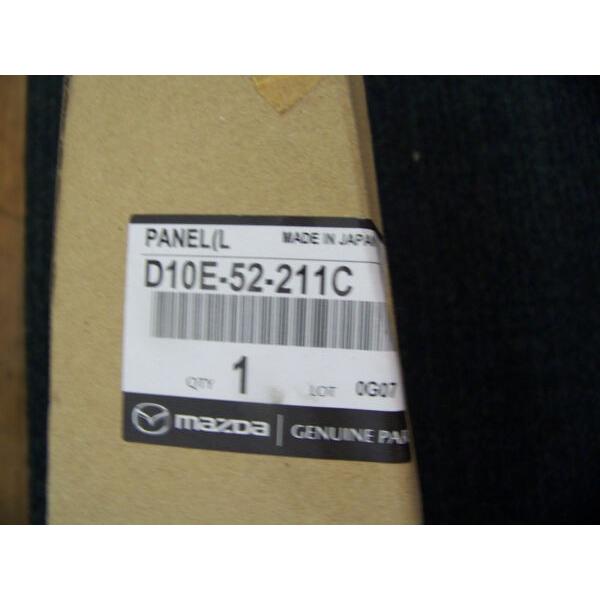 PANEL(L MADE IN JAPAN
D10E-52-211C
QTY 1 LOT 0G07
mazda GENUINE PAR